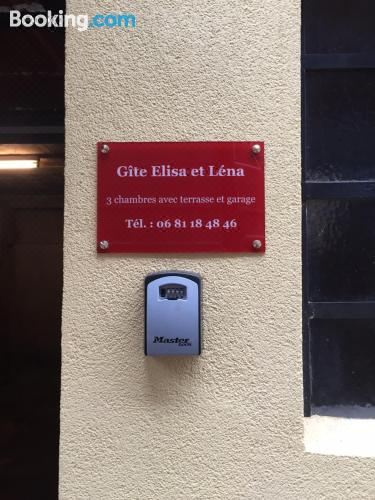 Booking.com
Gîte Elisa et Léna
3 chambres avec terrasse et garage
Tél. : 06 81 18 48 46
Master
LOCK